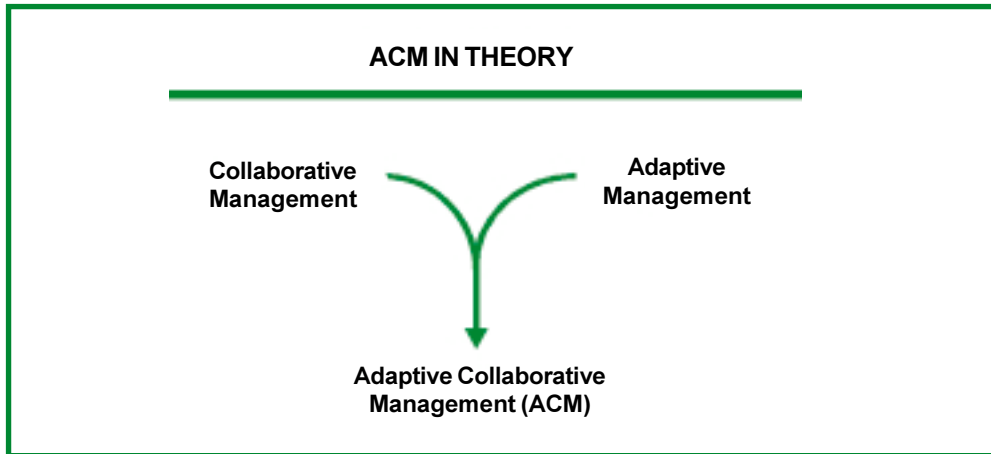 ACM IN THEORY
Collaborative
Management
Adaptive
Management
Adaptive Collaborative
Management (ACM)